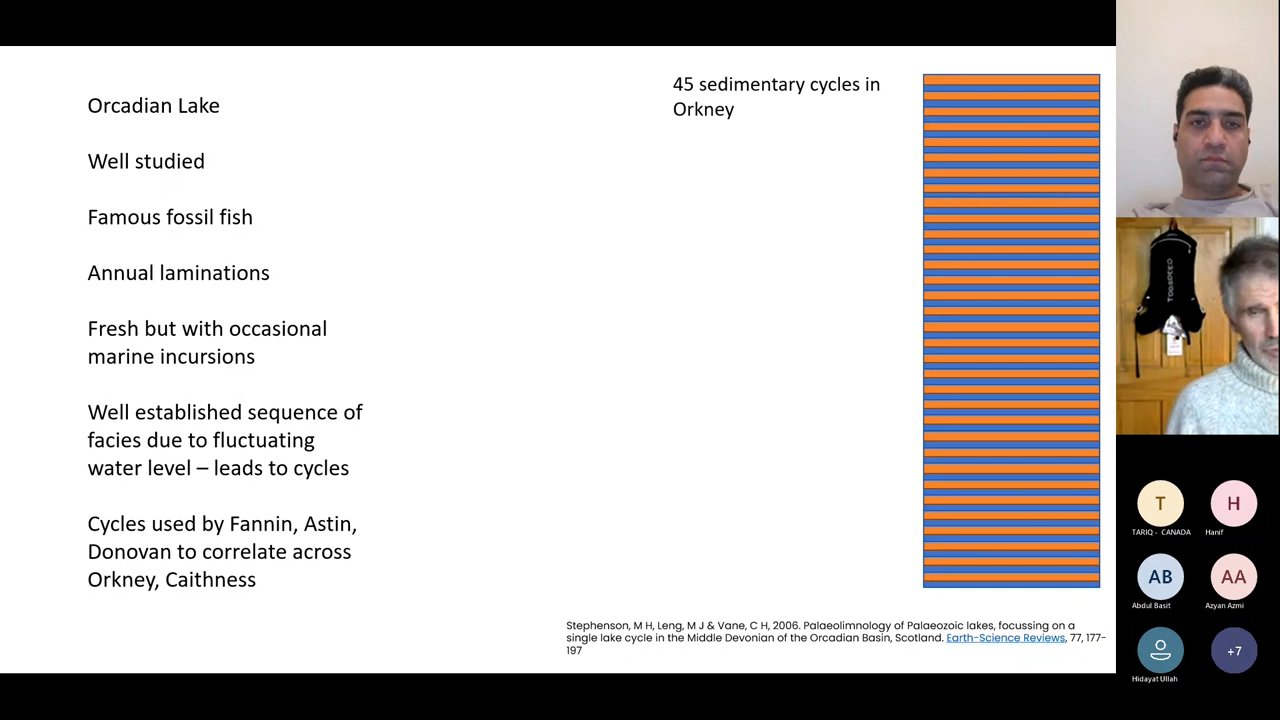 Orcadian Lake
Well studied
Famous fossil fish
Annual laminations
Fresh but with occasional
marine incursions
Well established sequence of
facies due to fluctuating
water level – leads to cycles
Cycles used by Fannin, Astin,
Donovan to correlate across
Orkney, Caithness
45 sedimentary cycles in
Orkney
Stephenson, M H, Leng, M J & Vane, C H, 2006. Palaeolimnology of Palaeozoic lakes, focussing on a
single lake cycle in the Middle Devonian of the Orcadian Basin, Scotland. Earth-Science Reviews, 77, 177-
197
TOOSPEED
T
TARIQ - CANADA
H
Hanif
AB
Abdul Basit
AA
Azyan Azmi
Hidayat Ullah
+7